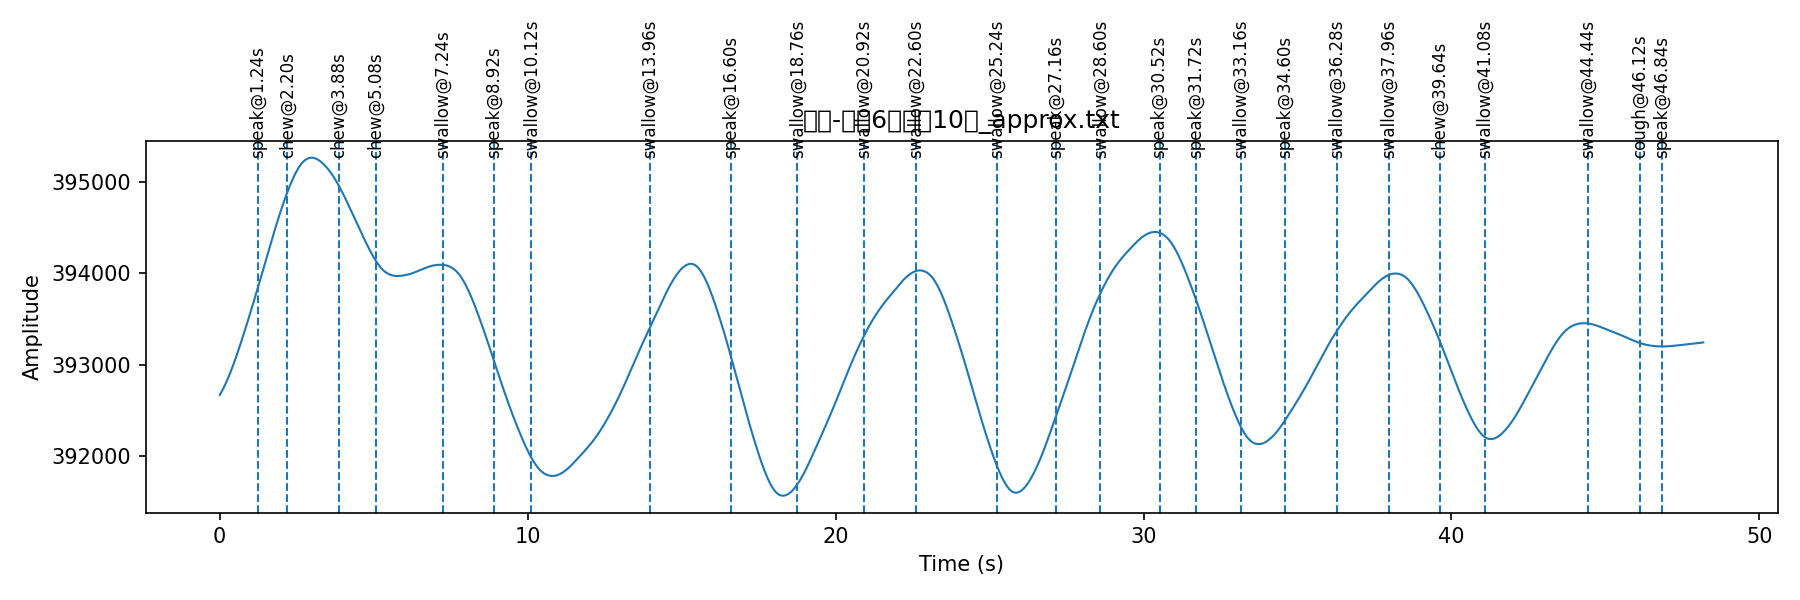 speak@1.24s
chew@2.20s
chew@3.88s
chew@5.08s
swallow@7.24s
speak@8.92s
swallow@10.12s
swallow@13.96s
speak@16.60s
swallow@18.76s
swallow@20.92s
swallow@22.60s
swallow@25.24s
speak@27.16s
swallow@28.60s
speak@30.52s
speak@31.72s
swallow@33.16s
speak@34.60s
swallow@36.28s
swallow@37.96s
chew@39.64s
swallow@41.08s
swallow@44.44s
cough@46.12s
speak@46.84s
6 10 _approx.txt
Amplitude
395000
394000
393000
392000
0 10 20 30 40 50
Time (s)